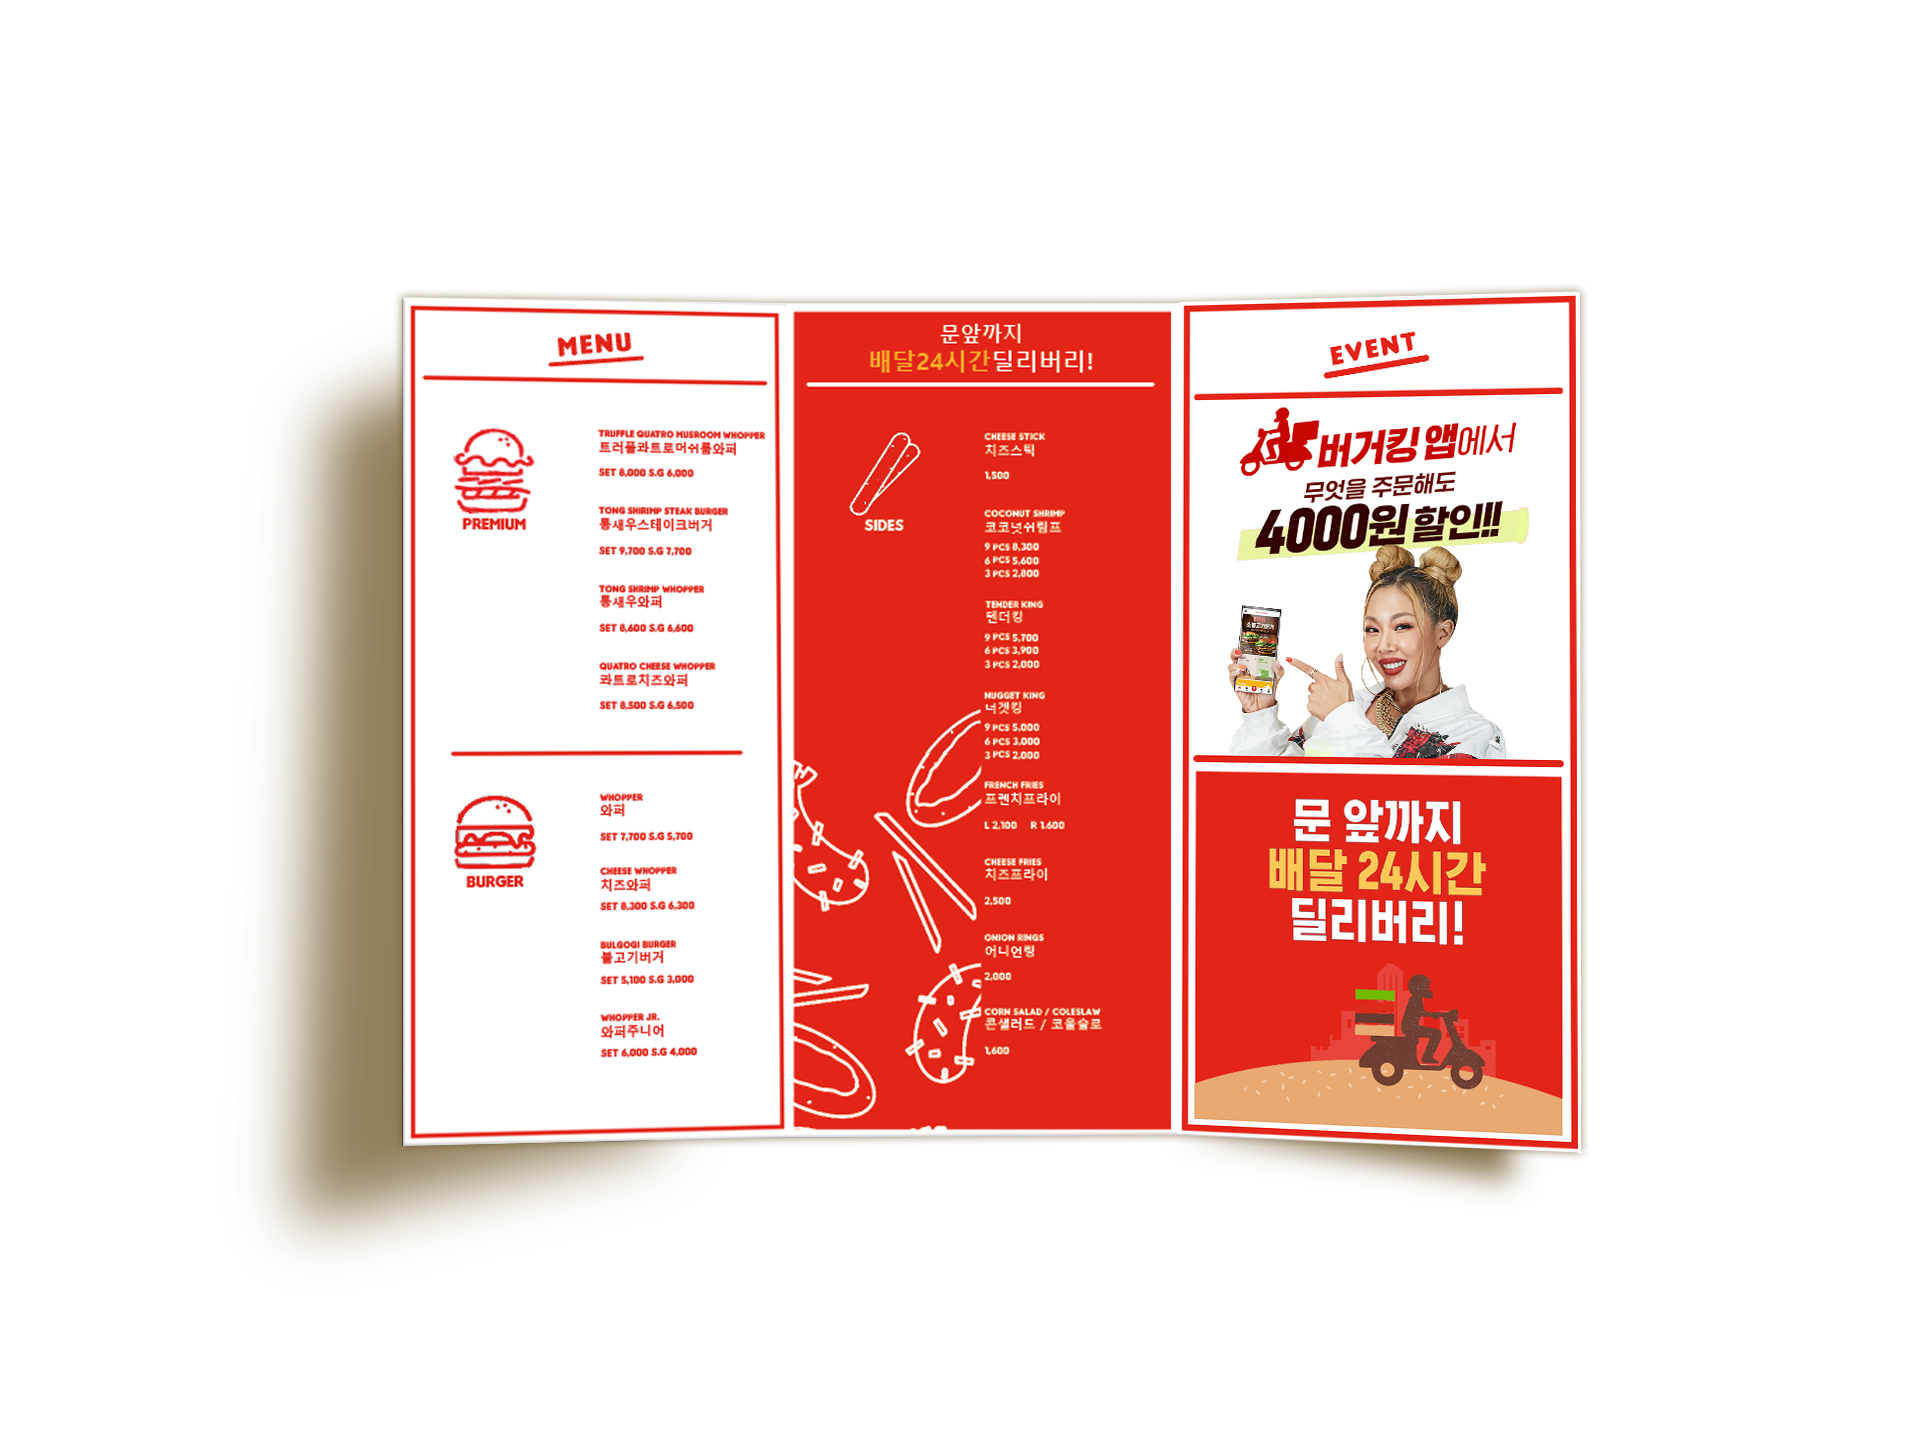 MENU
PREMIUM
TRUFFLE QUATRO MUSROOM WHOPPER
트러플콰트로머쉬룸와퍼
SET 8,000 S.G 6,000
TONG SHIRIMP STEAK BURGER
통새우스테이크버거
SET 9,700 S.G 7,700
TONG SHRIMP WHOPPER
통새우와퍼
SET 8,600 S.G 6,600
QUATRO CHEESE WHOPPER
콰트로치즈와퍼
SET 8,500 S.G 6,500
BURGER
WHOPPER
와퍼
SET 7,700 S.G 5,700
CHEESE WHOPPER
치즈와퍼
SET 8,300 S.G 6,300
BULGOGI BURGER
불고기버거
SET 5,100 S.G 3,000
WHOPPER JR.
와퍼주니어
SET 6,000 S.G 4,000
문앞까지
배달24시간딜리버리!
SIDES
CHEESE STICK
치즈스틱
1,500
COCONUT SHRIMP
코코넛쉬림프
9 PCS 8,300
6 PCS 5,600
3 PCS 2,800
TENDER KING
텐더킹
9 PCS 5,700
6 PCS 3,900
3 PCS 2,000
NUGGET KING
너겟킹
9 PCS 5,000
6 PCS 3,000
3 PCS 2,000
FRENCH FRIES
프렌치프라이
L 2,100 R 1.600
CHEESE FRIES
치즈프라이
2,500
ONION RINGS
어니언링
2,000
CORN SALAD / COLESLAW
콘샐러드 / 코울슬로
1,600
EVENT
버거킹 앱에서
무엇을 주문해도
4000원 할인!!
문 앞까지
배달 24시간
딜리버리!